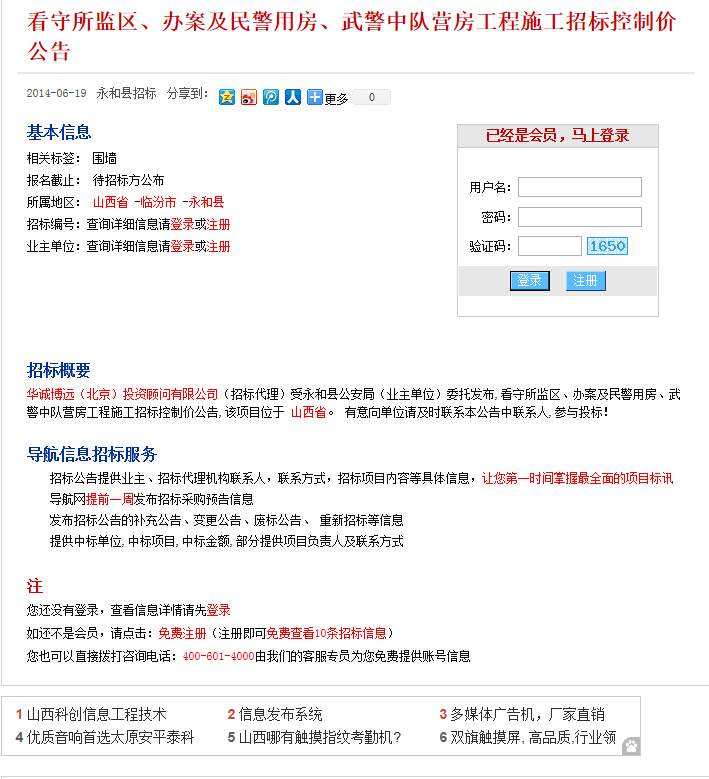 看守所监区、办案及民警用房、武警中队营房工程施工招标控制价
公告
2014-06-19 永和县招标 分享到: 更多 0
基本信息
相关标签： 围墙
报名截止： 待招标方公布
所属地区： 山西省 -临汾市 -永和县
招标编号：查询详细信息请登录或注册
业主单位：查询详细信息请登录或注册
已经是会员，马上登录
用户名：
密码：
验证码： 1650
登录 注册
招标概要
华诚博远（北京）投资顾问有限公司（招标代理）受永和县公安局（业主单位）委托发布,看守所监区、办案及民警用房、武
警中队营房工程施工招标控制价公告,该项目位于 山西省。 有意向单位请及时联系本公告中联系人,参与投标！
导航信息招标服务
招标公告提供业主、招标代理机构联系人，联系方式，招标项目内容等具体信息，让您第一时间掌握最全面的项目标讯
导航网提前一周发布招标采购预告信息
发布招标公告的补充公告、变更公告、废标公告、 重新招标等信息
提供中标单位,中标项目,中标金额,部分提供项目负责人及联系方式
注
您还没有登录，查看信息详情请先登录
如还不是会员，请点击：免费注册（注册即可免费查看10条招标信息）
您也可以直接拨打咨询电话：400-601-4000由我们的客服专员为您免费提供账号信息
1 山西科创信息工程技术 2 信息发布系统 3 多媒体广告机，厂家直销
4 优质音响首选太原安平泰科 5 山西哪有触摸指纹考勤机? 6 双旗触摸屏, 高品质,行业领